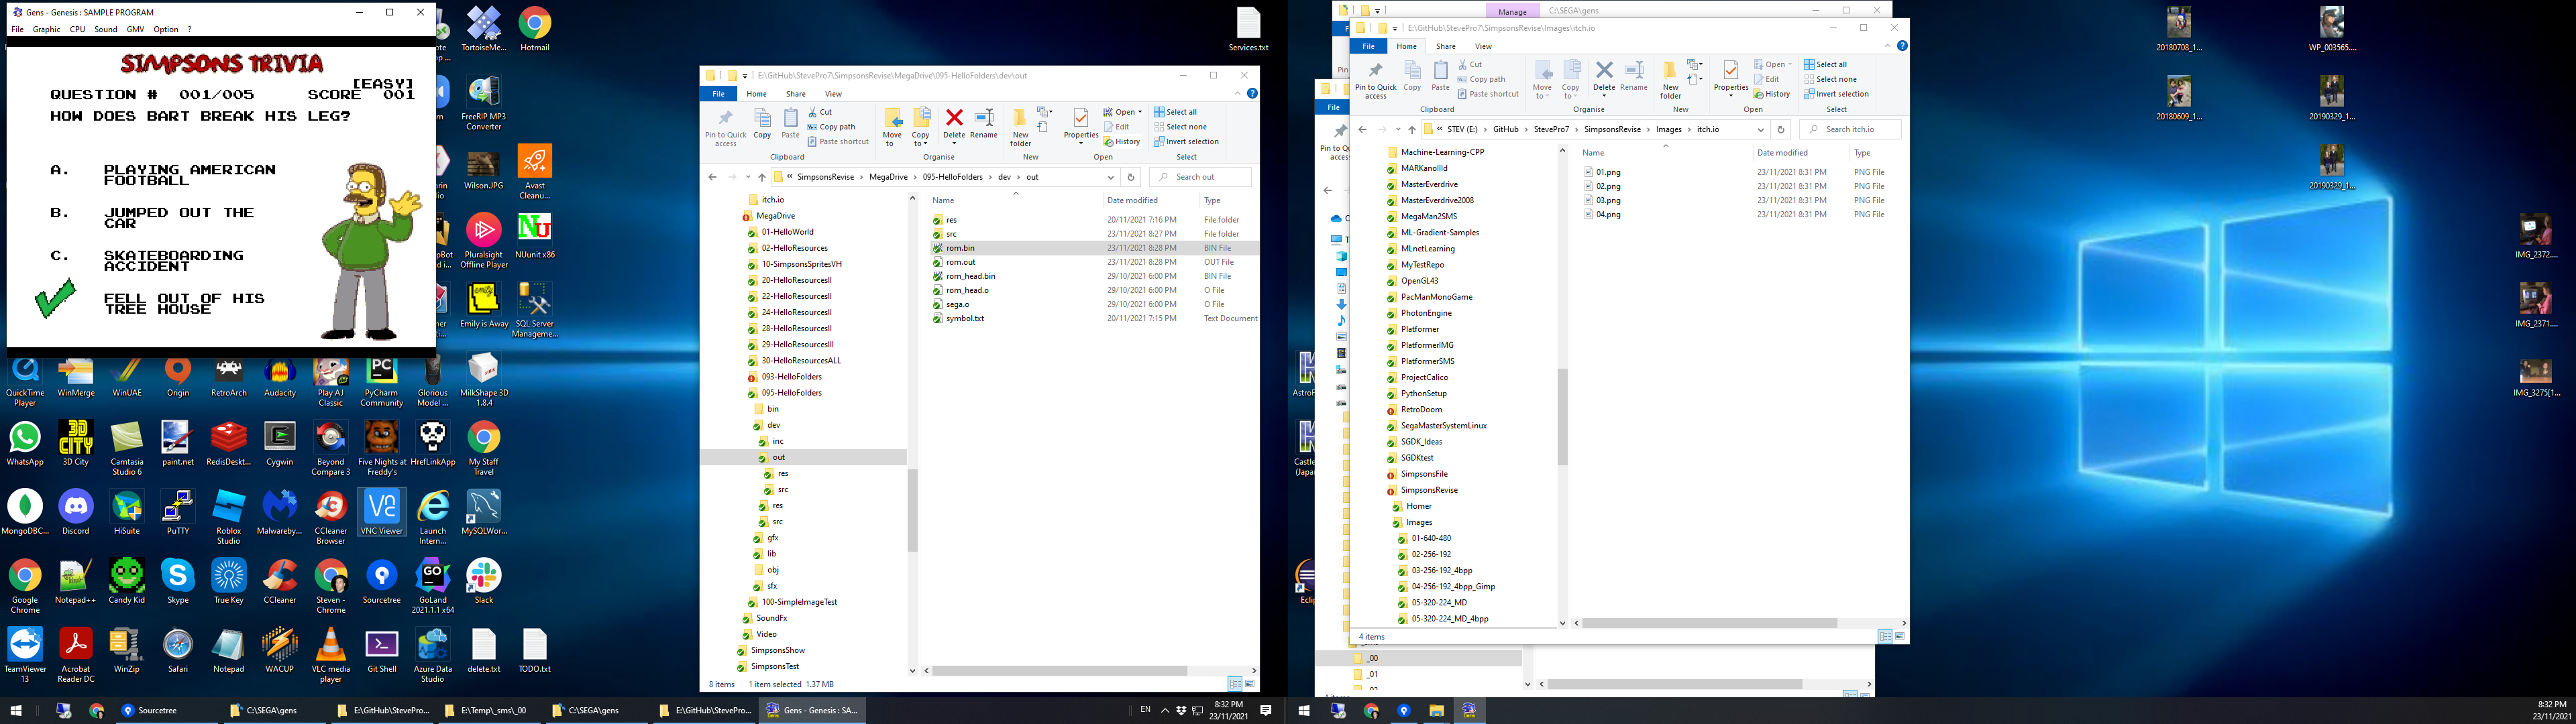 Gens - Genesis : SAMPLE PROGRAM
File Graphic CPU Sound GMV Option ?
SIMPSONS TRIVIA
[EASY]
QUESTION # 001/005 SCORE 001
HOW DOES BART BREAK HIS LEG?
A. PLAYING AMERICAN
FOOTBALL
B. JUMPED OUT THE
CAR
C. SKATEBOARDING
ACCIDENT
FELL OUT OF HIS
TREE HOUSE
TortoiseMe...
Hotmail
FreeRIP MP3
Converter
WilsonJPG
Avast
Cleanu...
Pluralsight
Offline Player
NUnit x86
Emily is Away
SQL Server
Manageme...
QuickTime
Player
WinMerge
WinUAE
Origin
RetroArch
Audacity
Play AJ
Classic
PyCharm
Community
Glorious
Model ...
MilkShape 3D
1.8.4
WhatsApp
3D City
Camtasia
Studio 6
paint.net
RedisDeskt...
Cygwin
Beyond
Compare 3
Five Nights at
Freddy's
HrefLinkApp
My Staff
Travel
MongoDBC...
Discord
HiSuite
PuTTY
Roblox
Studio
Malwareby...
CCleaner
Browser
VNC Viewer
Launch
Intern...
MySQLWor...
Google
Chrome
Notepad++
Candy Kid
Skype
True Key
CCleaner
Steven -
Chrome
Sourcetree
GoLand
2021.1.1 x64
Slack
TeamViewer
13
Acrobat
Reader DC
WinZip
Safari
Notepad
WACUP
VLC media
player
Git Shell
Azure Data
Studio
delete.txt
TODO.txt
Services.txt
E:\GitHub\StevePro7\SimpsonsRevise\MegaDrive\095-HelloFolders\dev\out
File Home Share View
Pin to Quick
access
Copy
Paste
Cut
Copy path
Paste shortcut
Move
to
Copy
to
Delete
Rename
New
folder
Properties
Open
Edit
History
Select all
Select none
Invert selection
Clipboard Organise New Open Select
SimpsonsRevise MegaDrive 095-HelloFolders dev out
Search out
itch.io
MegaDrive
01-HelloWorld
02-HelloResources
10-SimpsonsSpritesVH
20-HelloResourcesII
22-HelloResourcesII
24-HelloResourcesII
28-HelloResourcesII
29-HelloResourcesIII
30-HelloResourcesALL
093-HelloFolders
095-HelloFolders
bin
dev
inc
out
res
src
res
src
gfx
lib
obj
sfx
100-SimpleImageTest
SoundFx
Video
SimpsonsShow
SimpsonsTest
Name Date modified Type
res 20/11/2021 7:16 PM File folder
src 23/11/2021 8:27 PM File folder
rom.bin 23/11/2021 8:28 PM BIN File
rom.out 23/11/2021 8:28 PM OUT File
rom_head.bin 29/10/2021 6:00 PM BIN File
rom_head.o 29/10/2021 6:00 PM O File
sega.o 29/10/2021 6:00 PM O File
symbol.txt 20/11/2021 7:15 PM Text Document
8 items 1 item selected 1.37 MB
Manage C:\SEGA\gens
E:\GitHub\StevePro7\SimpsonsRevise\Images\itch.io
File Home Share View
Pin to Quick
access
Copy
Paste
Cut
Copy path
Paste shortcut
Move
to
Copy
to
Delete
Rename
New
folder
Properties
Open
Edit
History
Select all
Select none
Invert selection
Clipboard Organise New Open Select
STEV (E:) GitHub StevePro7 SimpsonsRevise Images itch.io
Search itch.io
Machine-Learning-CPP
MARKanoIIId
MasterEverdrive
MasterEverdrive2008
MegaMan2SMS
ML-Gradient-Samples
MLnetLearning
MyTestRepo
OpenGL43
PacManMonoGame
PhotonEngine
Platformer
PlatformerIMG
PlatformerSMS
ProjectCalico
PythonSetup
RetroDoom
SegaMasterSystemLinux
SGDK_Ideas
SGDKtest
SimpsonsFile
SimpsonsRevise
Homer
Images
01-640-480
02-256-192
03-256-192_4bpp
04-256-192_4bpp_Gimp
05-320-224_MD
05-320-224_MD_4bpp
Name Date modified Type
01.png 23/11/2021 8:31 PM PNG File
02.png 23/11/2021 8:31 PM PNG File
03.png 23/11/2021 8:31 PM PNG File
04.png 23/11/2021 8:31 PM PNG File
4 items
_00
_01
20180708_1...
WP_003565....
20180609_1...
20190329_1...
20190329_1...
IMG_2372....
IMG_2371....
IMG_3275[1...
Sourcetree
C:\SEGA\gens
E:\GitHub\StevePro...
E:\Temp\_sms\_00
C:\SEGA\gens
E:\GitHub\StevePro...
Gens - Genesis : SA...
EN
8:32 PM
23/11/2021
8:32 PM
23/11/2021